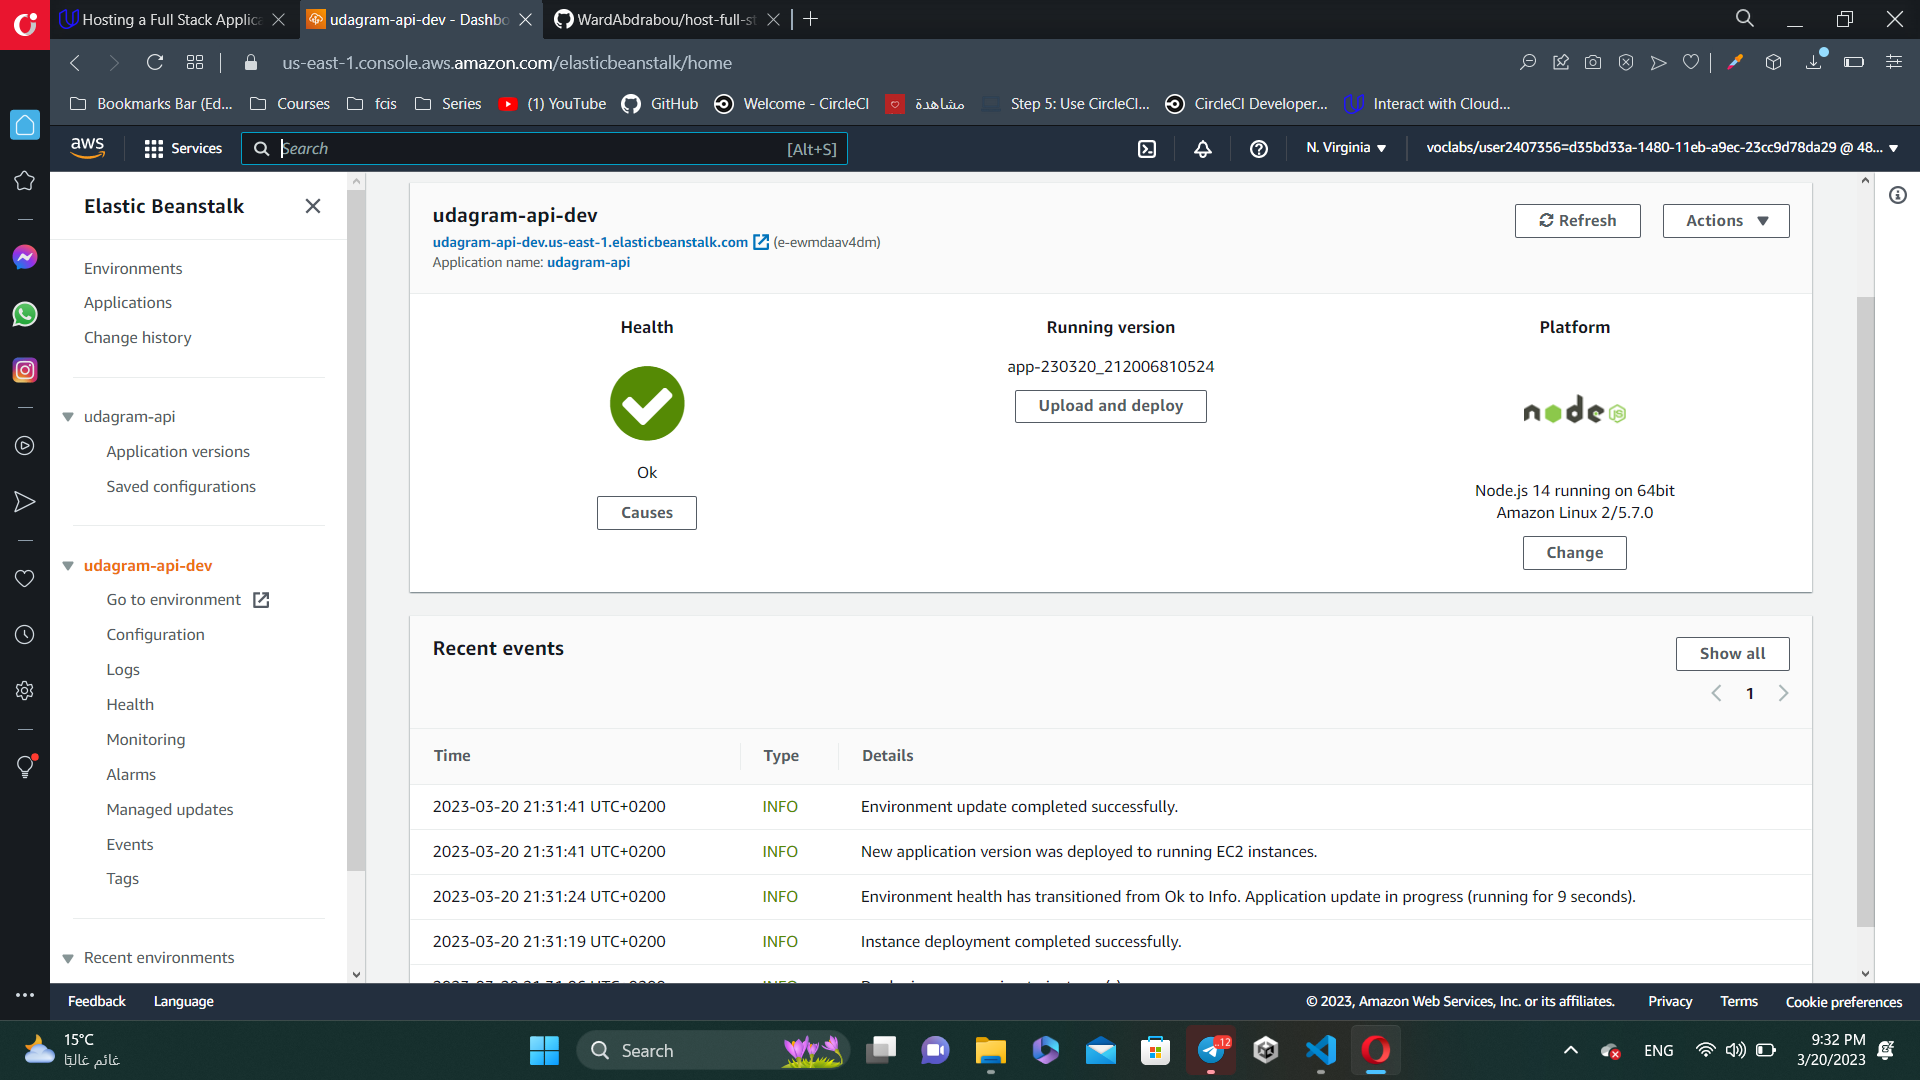 Hosting a Full Stack Applica
udagram-api-dev - Dashbo
WardAbdrabou/host-full-st
us-east-1.console.aws.amazon.com/elasticbeanstalk/home
Bookmarks Bar (Ed...
Courses
fcis
Series
(1) YouTube
GitHub
Welcome - CircleCI
مشاهدة
Step 5: Use CircleCI...
CircleCI Developer...
Interact with Cloud...
aws
Services
Search
[Alt+S]
N. Virginia
voclabs/user2407356=d35bd33a-1480-11eb-a9ec-23cc9d78da29 @ 48...
Elastic Beanstalk
Environments
Applications
Change history
udagram-api
Application versions
Saved configurations
udagram-api-dev
Go to environment
Configuration
Logs
Health
Monitoring
Alarms
Managed updates
Events
Tags
Recent environments
udagram-api-dev
udagram-api-dev.us-east-1.elasticbeanstalk.com (e-ewmdaav4dm)
Application name: udagram-api
Refresh
Actions
Health
Ok
Causes
Running version
app-230320_212006810524
Upload and deploy
Platform
node JS
Node.js 14 running on 64bit
Amazon Linux 2/5.7.0
Change
Recent events
Show all
1
Time Type Details
2023-03-20 21:31:41 UTC+0200 INFO Environment update completed successfully.
2023-03-20 21:31:41 UTC+0200 INFO New application version was deployed to running EC2 instances.
2023-03-20 21:31:24 UTC+0200 INFO Environment health has transitioned from Ok to Info. Application update in progress (running for 9 seconds).
2023-03-20 21:31:19 UTC+0200 INFO Instance deployment completed successfully.
Feedback
Language
© 2023, Amazon Web Services, Inc. or its affiliates.
Privacy
Terms
Cookie preferences
15°C
غائم غالبًا
Search
12
ENG
9:32 PM
3/20/2023